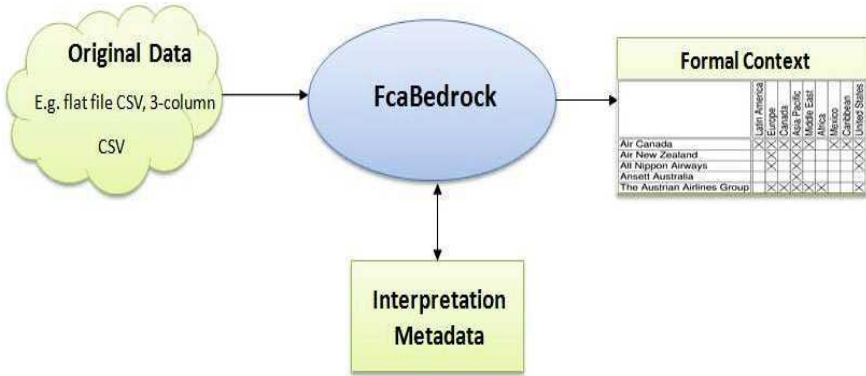 Original Data
E.g. flat file CSV, 3-column
CSV
FcaBedrock
Formal Context
Latin America
Europe
Canada
Asia Pacific
Middle East
Africa
Mexico
Caribbean
United States
Air Canada
Air New Zealand
All Nippon Airways
Ansett Australia
The Austrian Airlines Group
Interpretation
Metadata